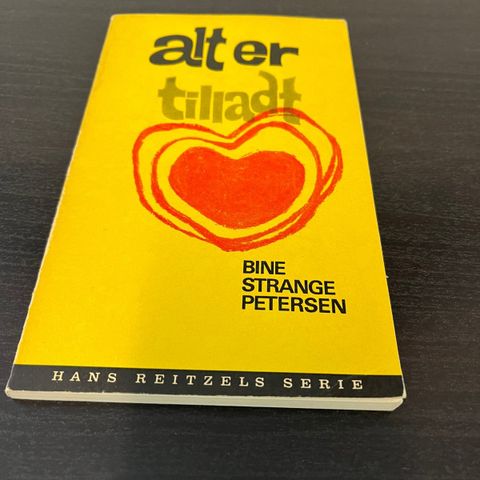 alt er
tilladt
BINE
STRANGE
PETERSEN
HANS REITZELS SERIE